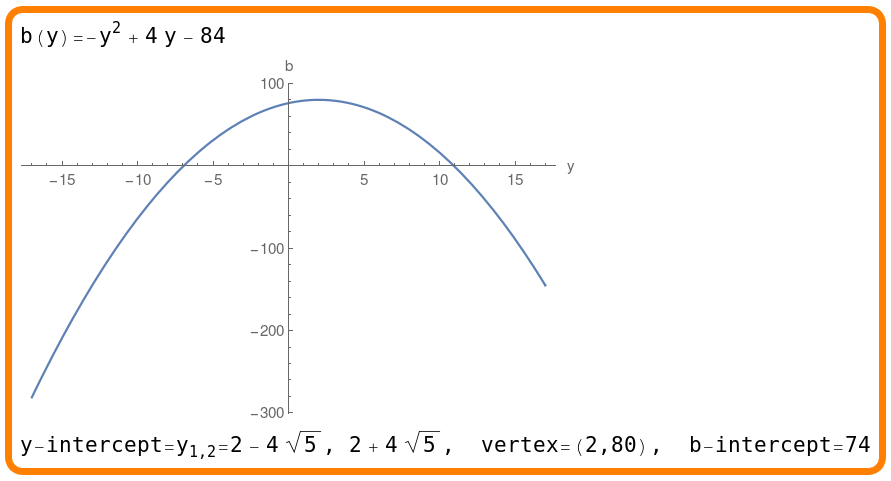 b(y)=-y² + 4 y - 84
b
100
y
-15 -10 -5 5 10 15
-100
-200
-300
y-intercept=y₁,₂=2 - 4 √5, 2 + 4 √5, vertex=(2,80), b-intercept=74